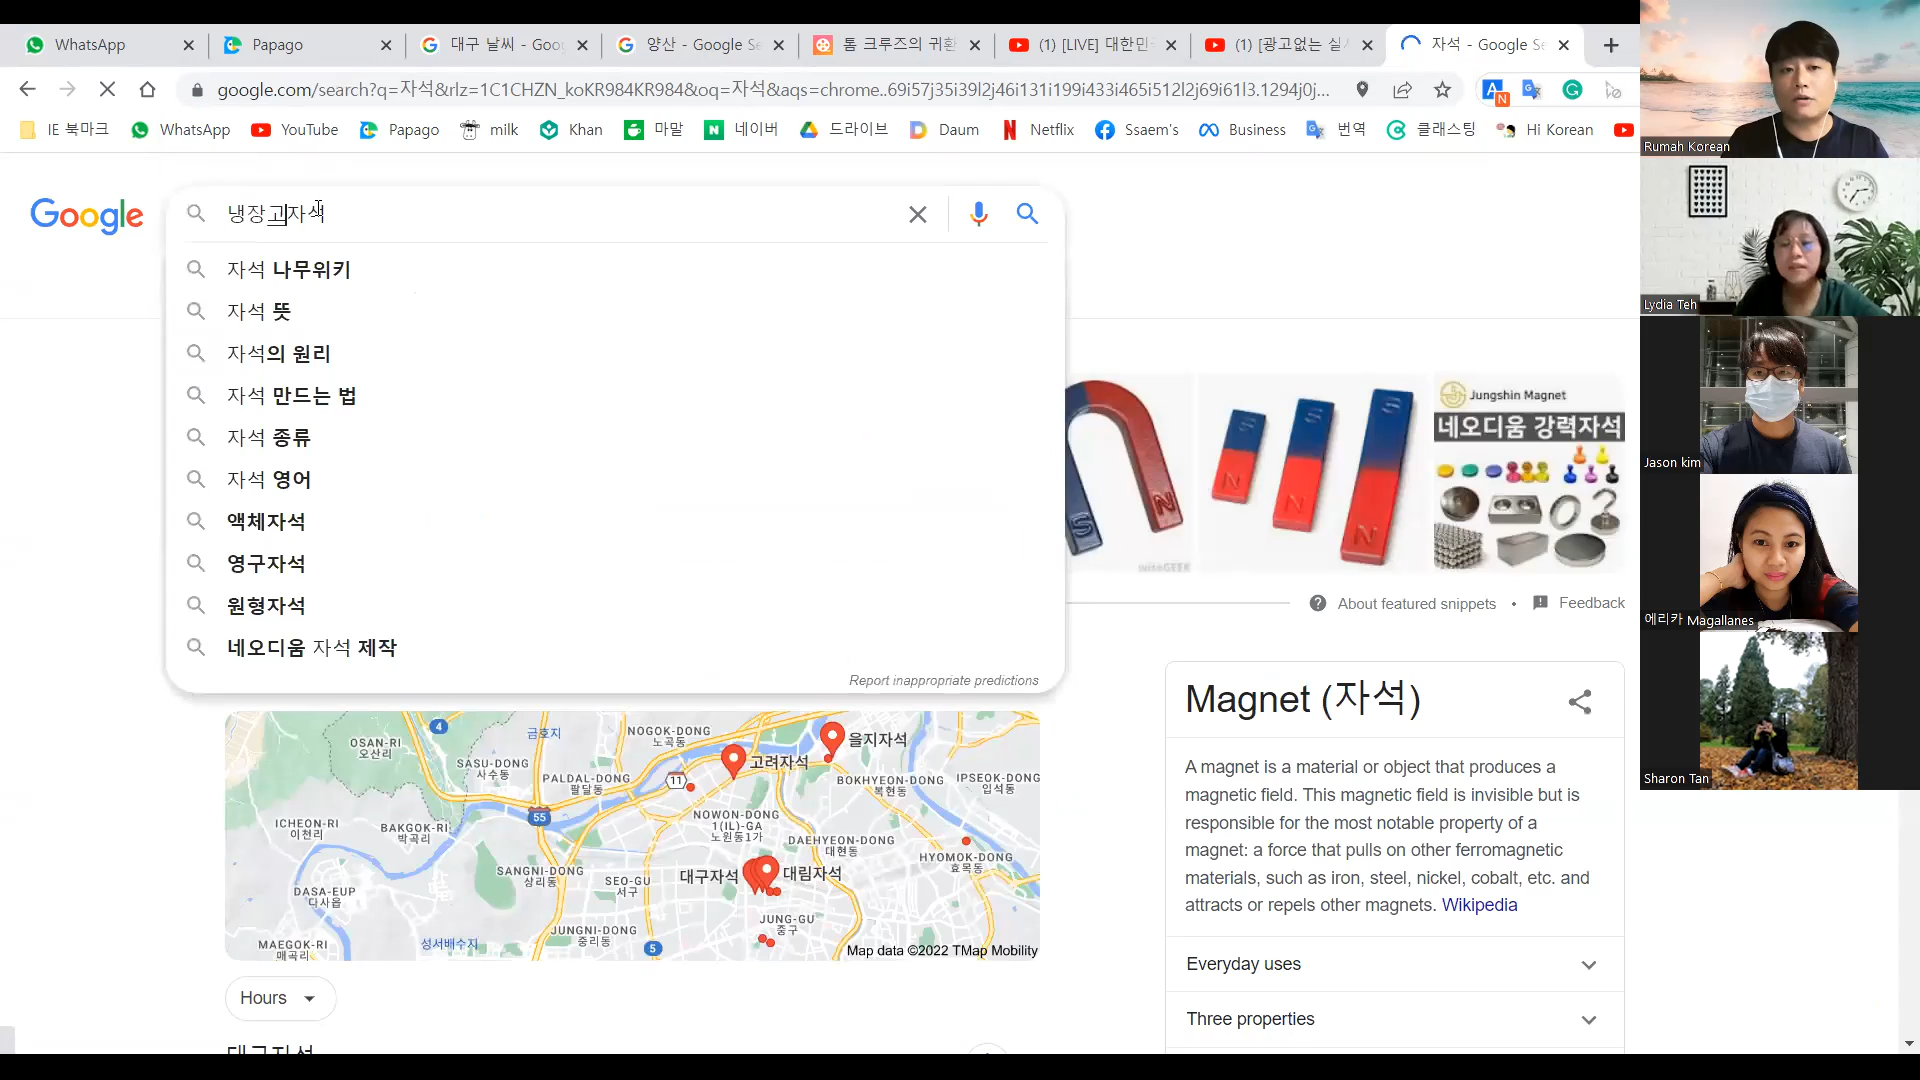 WhatsApp
Papago
대구 날씨 - Goo
양산 - Google Se
톰 크루즈의 귀환
(1) [LIVE] 대한민
(1) [광고없는 실시
자석 - Google Se
google.com/search?q=자석&rlz=1C1CHZN_koKR984KR984&oq=자석&aqs=chrome..69i57j35i39l2j46i131i199i433i465i512l2j69i61l3.1294j0j...
IE 북마크
WhatsApp
YouTube
Papago
milk
Khan
마말
네이버
드라이브
Daum
Netflix
Ssaem's
Business
번역
클래스팅
Hi Korean
Google
냉장고자석
자석 나무위키
자석 뜻
자석의 원리
자석 만드는 법
자석 종류
자석 영어
액체자석
영구자석
원형자석
네오디움 자석 제작
Report inappropriate predictions
S
N
S
N
S
N
S
N
wiseGEEK
Jungshin Magnet
네오디움 강력자석
About featured snippets
•
Feedback
OSAN-RI
오산리
4
금호지
NOGOK-DONG
노곡동
SASU-DONG
사수동
PALDAL-DONG
팔달동
11
고려자석
을지자석
BOKHYEON-DONG
복현동
IPSEOK-DONG
입석동
ICHEON-RI
이천리
BAKGOK-RI
박곡리
55
NOWON-DONG
1(IL)-GA
노원동1가
DAEHYEON-DONG
대현동
HYOMOK-DONG
효목동
SANGNI-DONG
상리동
SEO-GU
서구
대구자석
대림자석
DASA-EUP
다사읍
JUNG-GU
중구
JUNGNI-DONG
중리동
MAEGOK-RI
매곡리
성서배수지
5
Map data ©2022 TMap Mobility
Hours
대구자석
Magnet (자석)
A magnet is a material or object that produces a
magnetic field. This magnetic field is invisible but is
responsible for the most notable property of a
magnet: a force that pulls on other ferromagnetic
materials, such as iron, steel, nickel, cobalt, etc. and
attracts or repels other magnets. Wikipedia
Everyday uses
Three properties
Rumah Korean
Lydia Teh
Jason kim
에리카 Magallanes
Sharon Tan